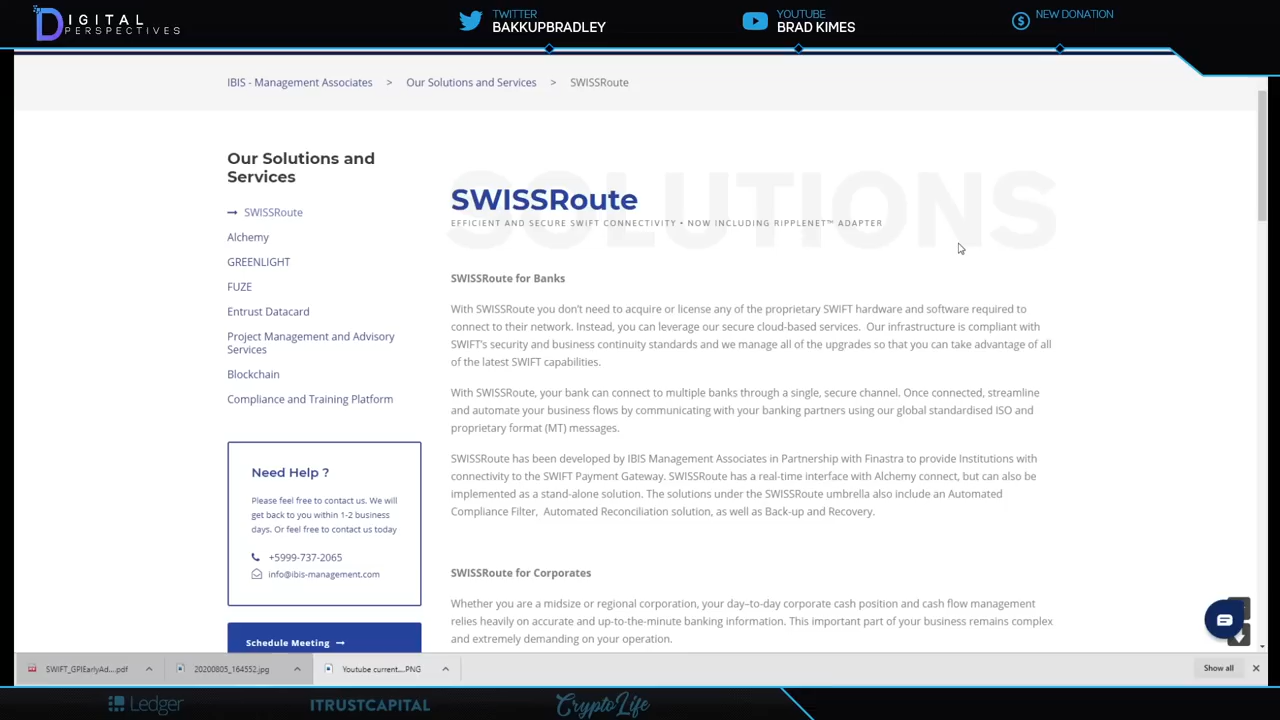 DIGITAL
PERSPECTIVES
TWITTER
BAKKUPBRADLEY
YOUTUBE
BRAD KIMES
NEW DONATION
IBIS - Management Associates > Our Solutions and Services > SWISSRoute
Our Solutions and
Services
SWISSRoute
Alchemy
GREENLIGHT
FUZE
Entrust Datacard
Project Management and Advisory
Services
Blockchain
Compliance and Training Platform
Need Help ?
Please feel free to contact us. We will
get back to you within 1-2 business
days. Or feel free to contact us today
+5999-737-2065
info@ibis-management.com
Schedule Meeting
SOLUTIONS
SWISSRoute
EFFICIENT AND SECURE SWIFT CONNECTIVITY • NOW INCLUDING RIPPLENET™ ADAPTER
SWISSRoute for Banks
With SWISSRoute you don't need to acquire or license any of the proprietary SWIFT hardware and software required to
connect to their network. Instead, you can leverage our secure cloud-based services. Our infrastructure is compliant with
SWIFT's security and business continuity standards and we manage all of the upgrades so that you can take advantage of all
of the latest SWIFT capabilities.
With SWISSRoute, your bank can connect to multiple banks through a single, secure channel. Once connected, streamline
and automate your business flows by communicating with your banking partners using our global standardised ISO and
proprietary format (MT) messages.
SWISSRoute has been developed by IBIS Management Associates in Partnership with Finastra to provide Institutions with
connectivity to the SWIFT Payment Gateway. SWISSRoute has a real-time interface with Alchemy connect, but can also be
implemented as a stand-alone solution. The solutions under the SWISSRoute umbrella also include an Automated
Compliance Filter, Automated Reconciliation solution, as well as Back-up and Recovery.
SWISSRoute for Corporates
Whether you are a midsize or regional corporation, your day–to-day corporate cash position and cash flow management
relies heavily on accurate and up-to-the-minute banking information. This important part of your business remains complex
and extremely demanding on your operation.
SWIFT_GPIEarlyAd....pdf
20200805_164552.jpg
Youtube current....PNG
Show all
Ledger
ITRUSTCAPITAL
CRYPTOLIFE